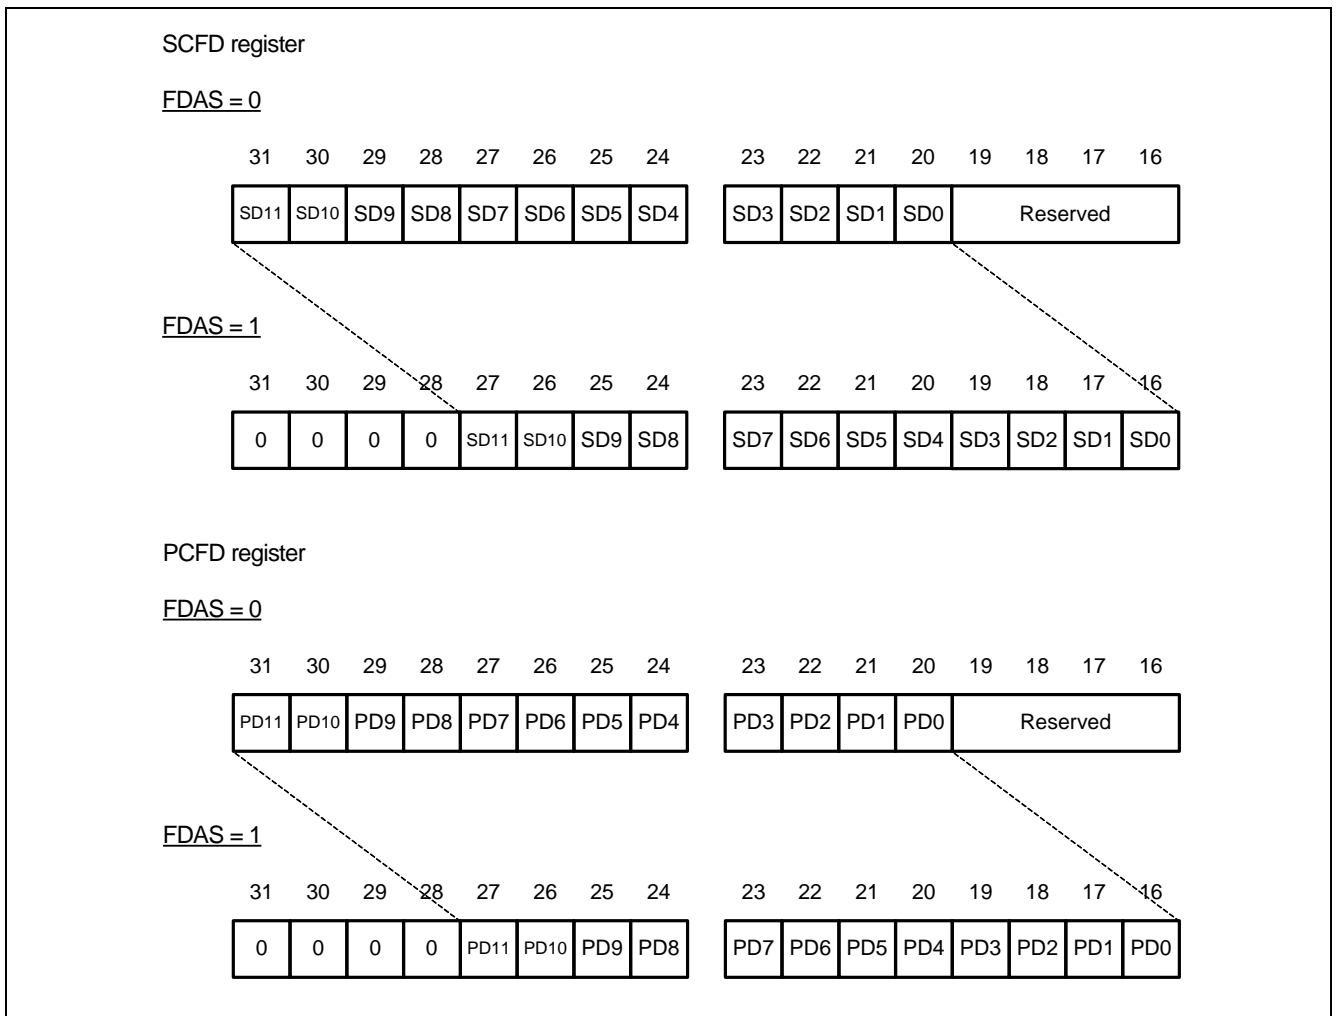 SCFD register
FDAS = 0
31 30 29 28 27 26 25 24 23 22 21 20 19 18 17 16
SD11 SD10 SD9 SD8 SD7 SD6 SD5 SD4 SD3 SD2 SD1 SD0 Reserved
FDAS = 1
31 30 29 28 27 26 25 24 23 22 21 20 19 18 17 16
0 0 0 0 SD11 SD10 SD9 SD8 SD7 SD6 SD5 SD4 SD3 SD2 SD1 SD0
PCFD register
FDAS = 0
31 30 29 28 27 26 25 24 23 22 21 20 19 18 17 16
PD11 PD10 PD9 PD8 PD7 PD6 PD5 PD4 PD3 PD2 PD1 PD0 Reserved
FDAS = 1
31 30 29 28 27 26 25 24 23 22 21 20 19 18 17 16
0 0 0 0 PD11 PD10 PD9 PD8 PD7 PD6 PD5 PD4 PD3 PD2 PD1 PD0